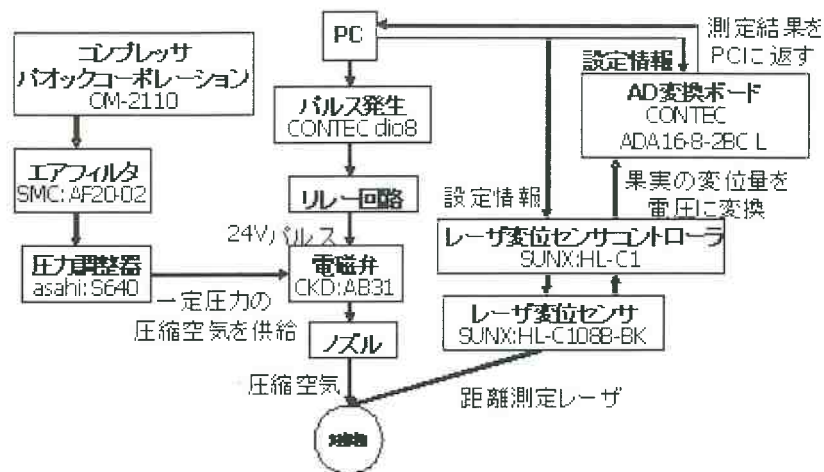 コンプレッサ
パオックコーポレーション
OM-2110
エアフィルタ
SMC:AF20-02
圧力調整器
asahi:S640
一定圧力の
圧縮空気を供給
PC
パルス発生
CONTEC dio8
リレー回路
24Vパルス
電磁弁
CKD:AB31
ノズル
圧縮空気
測定結果を
PCに返す
設定情報
AD変換ボード
CONTEC
ADA16-8-2BC L
果実の変位量を
電圧に変換
設定情報
レーザ変位センサコントローラ
SUNX:HL-C1
レーザ変位センサ
SUNX:HL-C108B-BK
距離測定レーザ